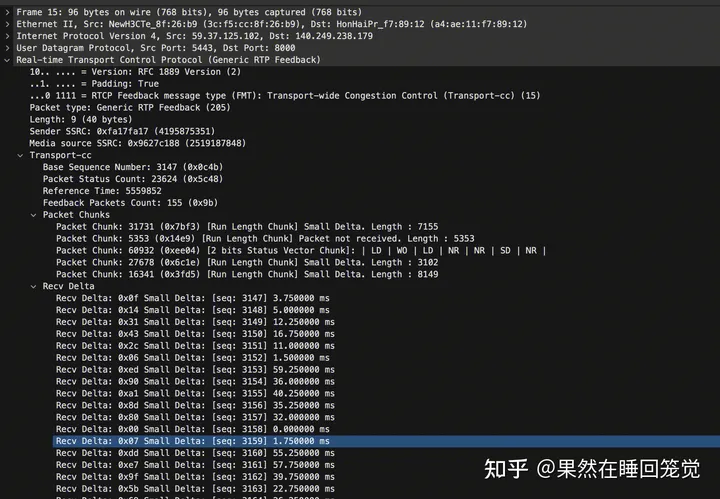 Frame 15: 96 bytes on wire (768 bits), 96 bytes captured (768 bits)
Ethernet II, Src: NewH3CTe_8f:26:b9 (3c:f5:cc:8f:26:b9), Dst: HonHaiPr_f7:89:12 (a4:ae:11:f7:89:12)
Internet Protocol Version 4, Src: 59.37.125.102, Dst: 140.249.238.179
User Datagram Protocol, Src Port: 5443, Dst Port: 8000
Real-time Transport Control Protocol (Generic RTP Feedback)
10.. .... = Version: RFC 1889 Version (2)
..1. .... = Padding: True
...0 1111 = RTCP Feedback message type (FMT): Transport-wide Congestion Control (Transport-cc) (15)
Packet type: Generic RTP Feedback (205)
Length: 9 (40 bytes)
Sender SSRC: 0xfa17fa17 (4195875351)
Media source SSRC: 0x9627c188 (2519187848)
Transport-cc
Base Sequence Number: 3147 (0x0c4b)
Packet Status Count: 23624 (0x5c48)
Reference Time: 5559852
Feedback Packets Count: 155 (0x9b)
Packet Chunks
Packet Chunk: 31731 (0x7bf3) [Run Length Chunk] Small Delta. Length : 7155
Packet Chunk: 5353 (0x14e9) [Run Length Chunk] Packet not received. Length : 5353
Packet Chunk: 60932 (0xee04) [2 bits Status Vector Chunk]: | LD | WO | LD | NR | NR | SD | NR |
Packet Chunk: 27678 (0x6c1e) [Run Length Chunk] Small Delta. Length : 3102
Packet Chunk: 16341 (0x3fd5) [Run Length Chunk] Small Delta. Length : 8149
Recv Delta
Recv Delta: 0x0f Small Delta: [seq: 3147] 3.750000 ms
Recv Delta: 0x14 Small Delta: [seq: 3148] 5.000000 ms
Recv Delta: 0x31 Small Delta: [seq: 3149] 12.250000 ms
Recv Delta: 0x43 Small Delta: [seq: 3150] 16.750000 ms
Recv Delta: 0x2c Small Delta: [seq: 3151] 11.000000 ms
Recv Delta: 0x06 Small Delta: [seq: 3152] 1.500000 ms
Recv Delta: 0xed Small Delta: [seq: 3153] 59.250000 ms
Recv Delta: 0x90 Small Delta: [seq: 3154] 36.000000 ms
Recv Delta: 0xa1 Small Delta: [seq: 3155] 40.250000 ms
Recv Delta: 0x8d Small Delta: [seq: 3156] 35.250000 ms
Recv Delta: 0x80 Small Delta: [seq: 3157] 32.000000 ms
Recv Delta: 0x00 Small Delta: [seq: 3158] 0.000000 ms
Recv Delta: 0x07 Small Delta: [seq: 3159] 1.750000 ms
Recv Delta: 0xdd Small Delta: [seq: 3160] 55.250000 ms
Recv Delta: 0xe7 Small Delta: [seq: 3161] 57.750000 ms
Recv Delta: 0x9f Small Delta: [seq: 3162] 39.750000 ms
Recv Delta: 0x5b Small Delta: [seq: 3163] 22.750000 ms
知乎 @果然在睡回笼觉